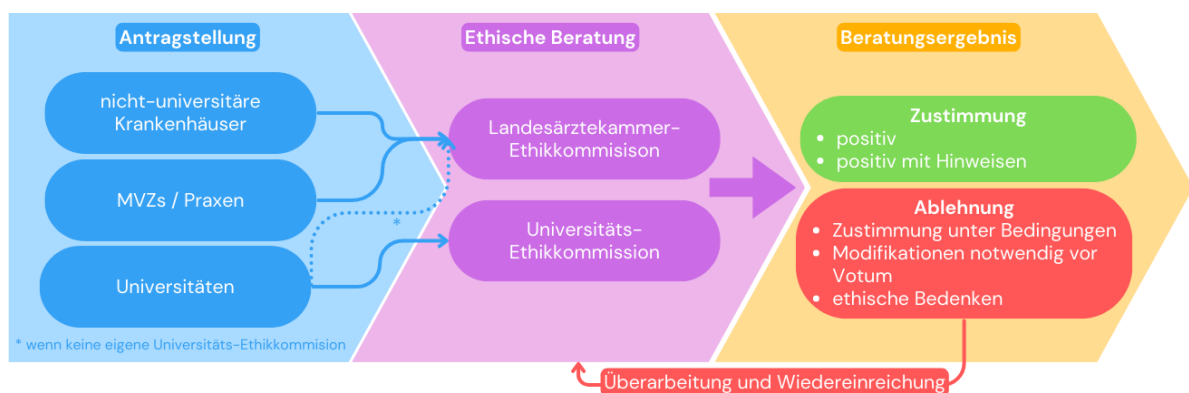 Antragstellung
nicht-universitäre
Krankenhäuser
MVZs / Praxen
Universitäten
* wenn keine eigene Universitäts-Ethikkommision
*
Ethische Beratung
Landesärztekammer-
Ethikkommisison
Universitäts-
Ethikkommission
Beratungsergebnis
Zustimmung
• positiv
• positiv mit Hinweisen
Ablehnung
• Zustimmung unter Bedingungen
• Modifikationen notwendig vor
Votum
• ethische Bedenken
Überarbeitung und Wiedereinreichung